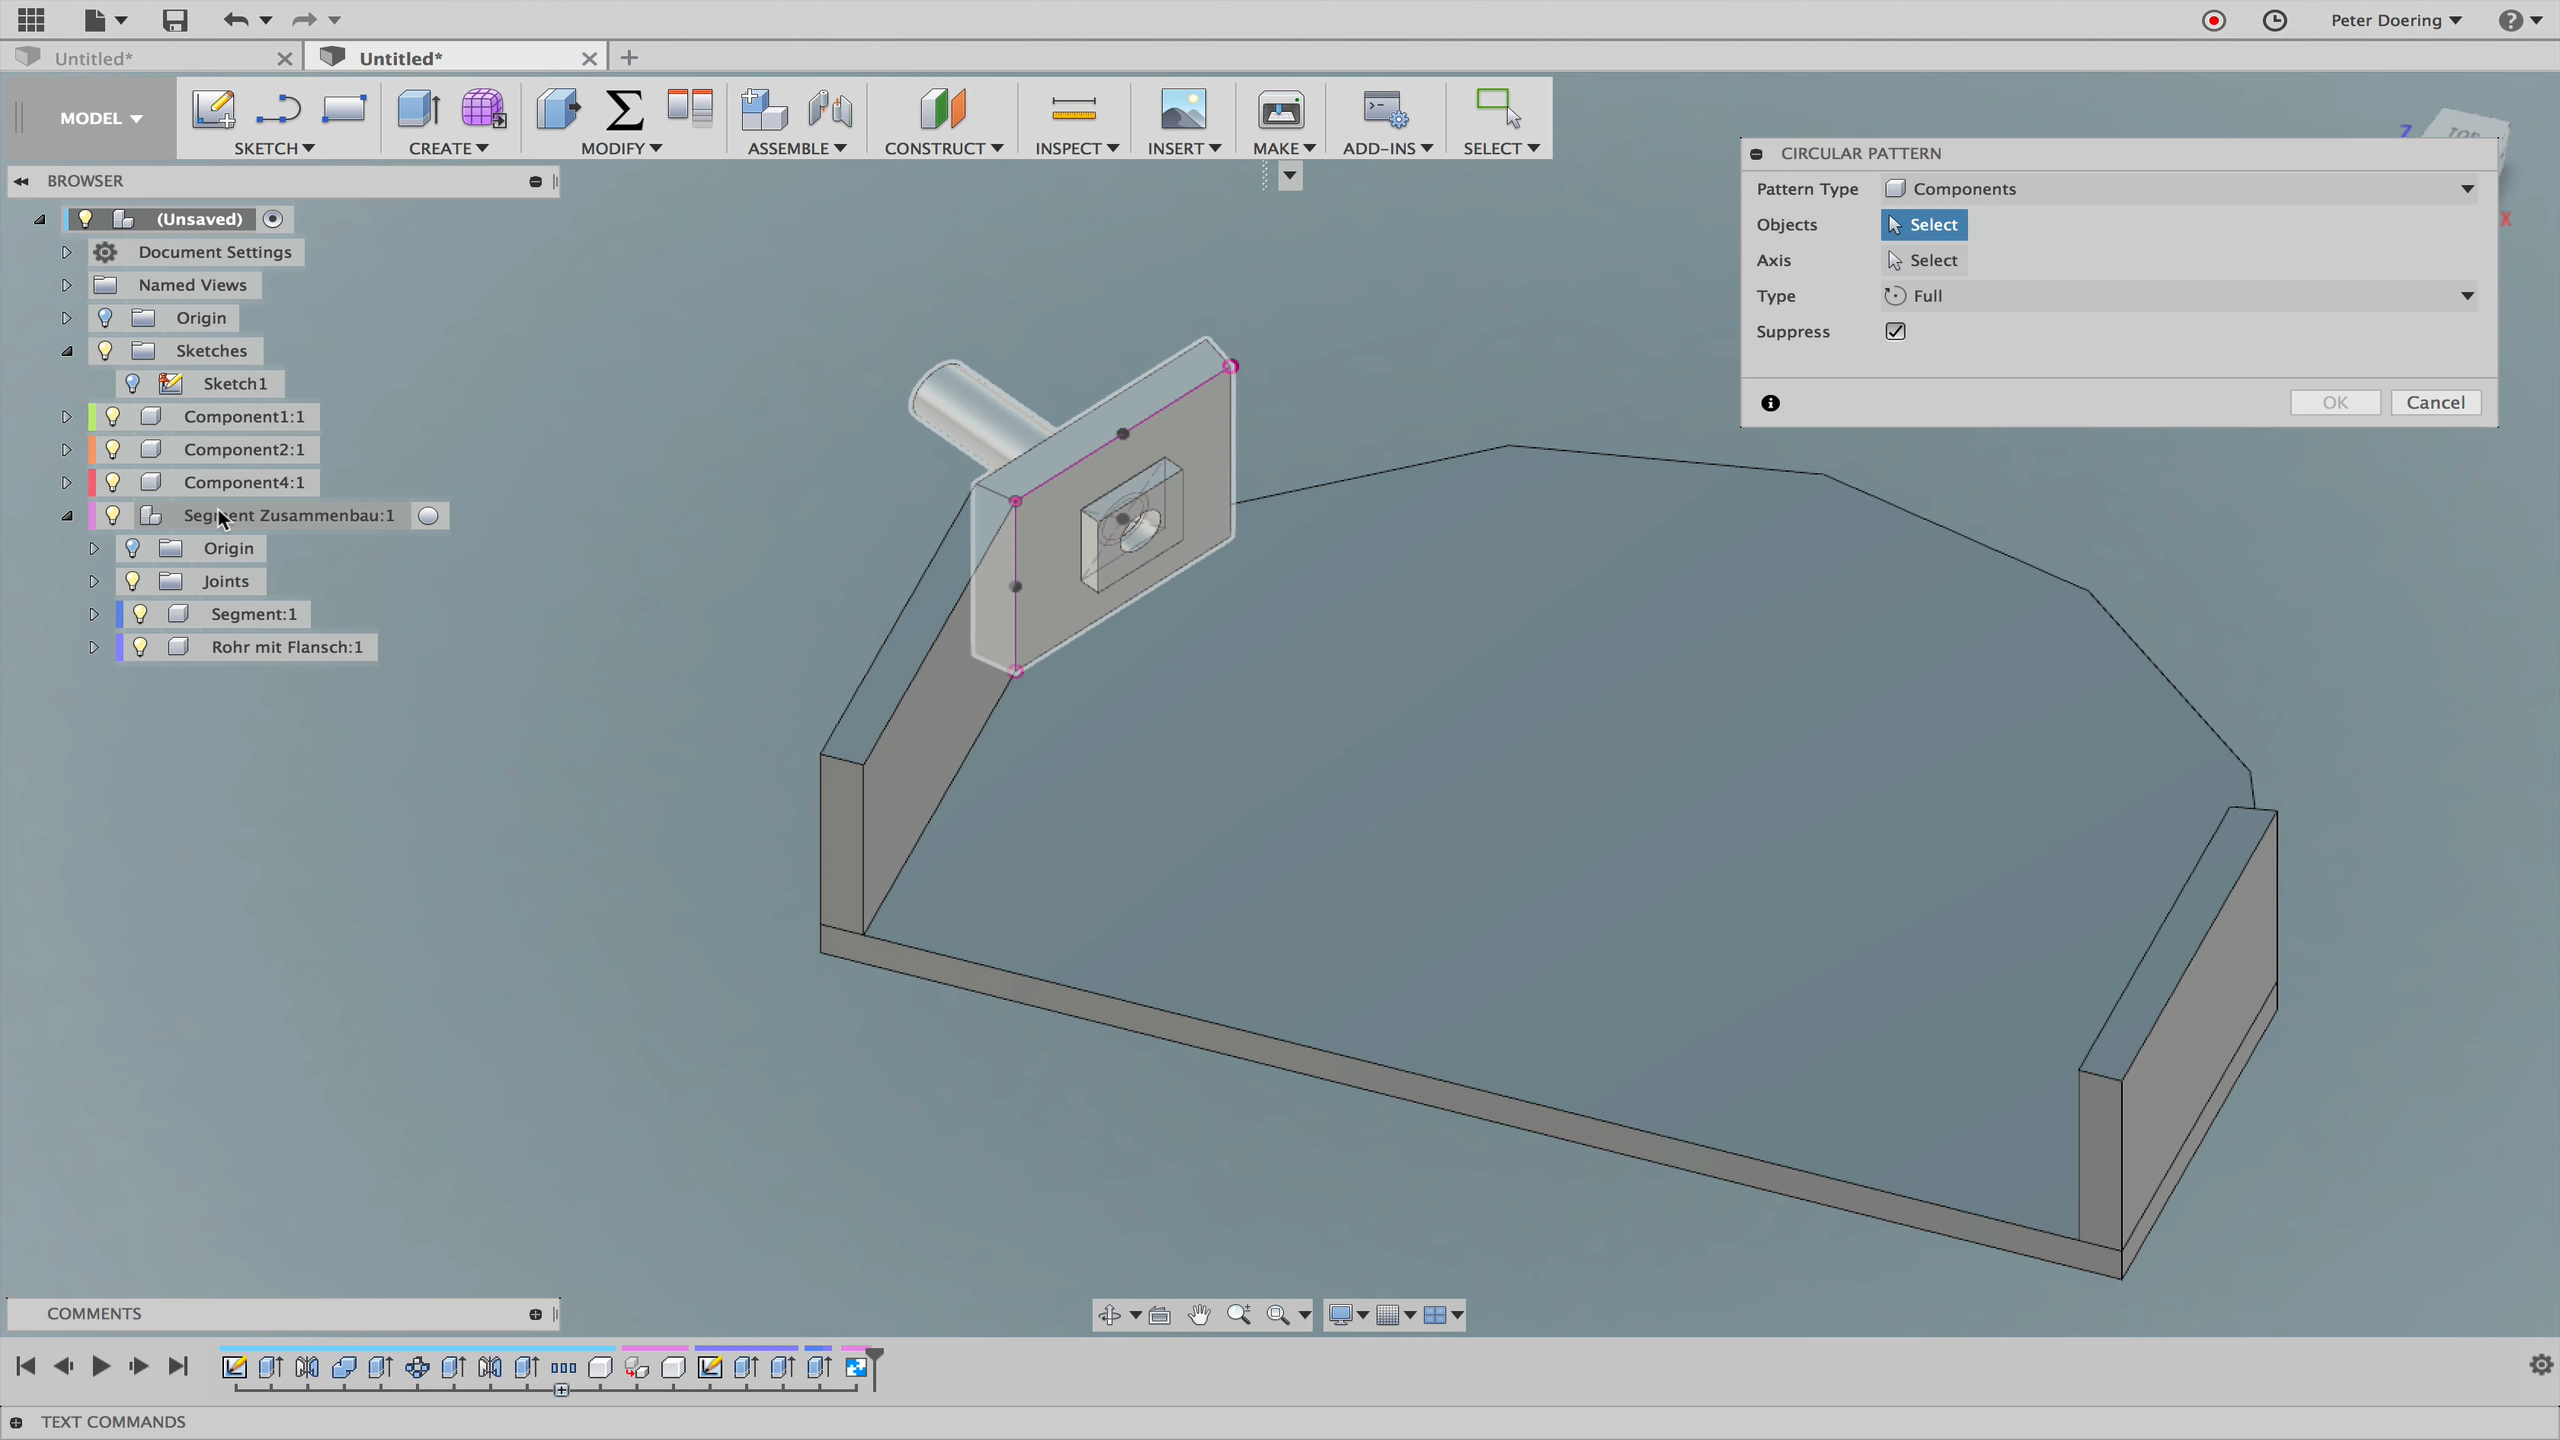 Peter Doering
Untitled*
Untitled*
MODEL
SKETCH
CREATE
MODIFY
ASSEMBLE
CONSTRUCT
INSPECT
INSERT
MAKE
ADD-INS
SELECT
Z
TOP
X
BROWSER
(Unsaved)
Document Settings
Named Views
Origin
Sketches
Sketch1
Component1:1
Component2:1
Component4:1
Segment Zusammenbau:1
Origin
Joints
Segment:1
Rohr mit Flansch:1
CIRCULAR PATTERN
Pattern Type
Components
Objects
Select
Axis
Select
Type
Full
Suppress
OK
Cancel
COMMENTS
TEXT COMMANDS